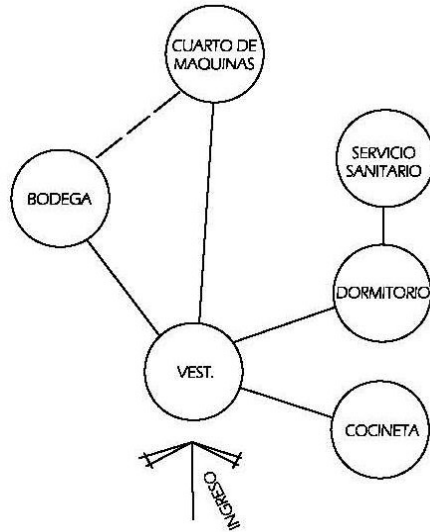 CUARTO DE
MAQUINAS
SERVICIO
SANITARIO
BODEGA
DORMITORIO
VEST.
COCINETA
INGRESO